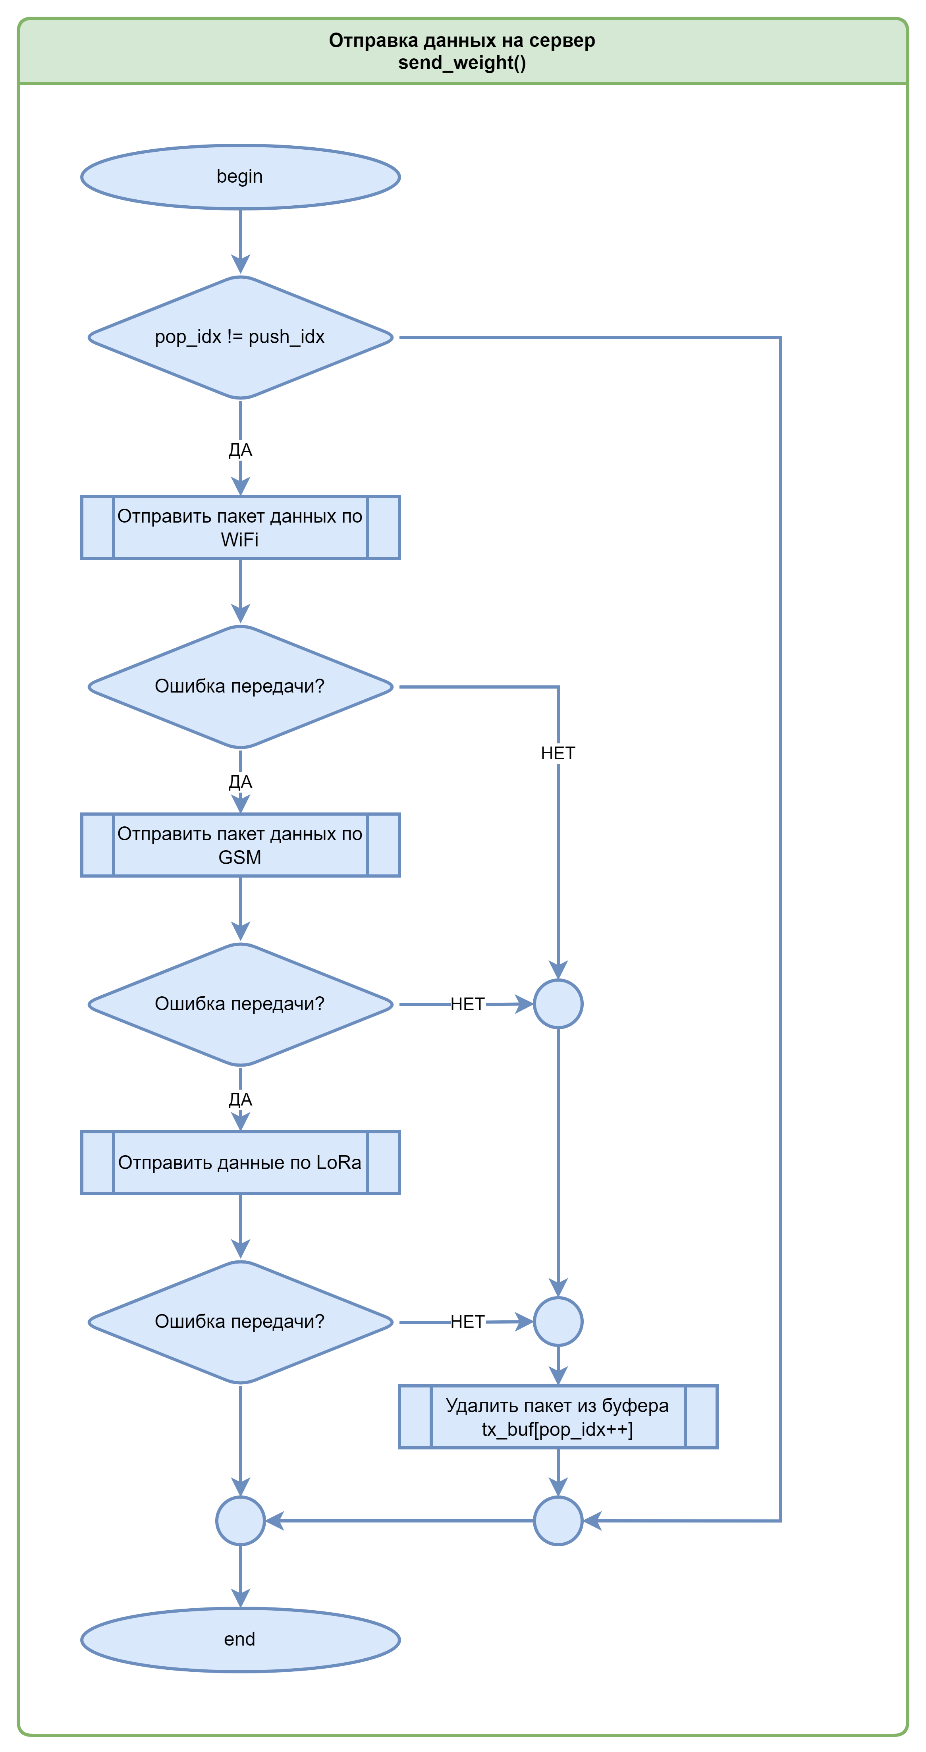 Отправка данных на сервер
send_weight()
begin
pop_idx != push_idx
ДА
Отправить пакет данных по
WiFi
Ошибка передачи?
НЕТ
ДА
Отправить пакет данных по
GSM
Ошибка передачи?
НЕТ
ДА
Отправить данные по LoRa
Ошибка передачи?
НЕТ
Удалить пакет из буфера
tx_buf[pop_idx++]
end